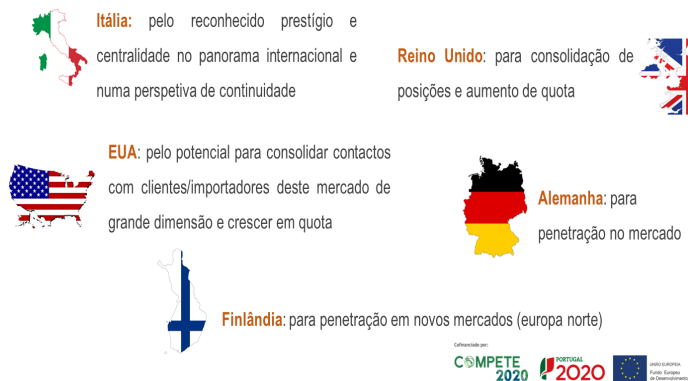 Itália: pelo reconhecido prestígio e
centralidade no panorama internacional e
numa perspetiva de continuidade
Reino Unido: para consolidação de
posições e aumento de quota
EUA: pelo potencial para consolidar contactos
com clientes/importadores deste mercado de
grande dimensão e crescer em quota
Alemanha: para
penetração no mercado
Finlândia: para penetração em novos mercados (europa norte)
Cofinanciado por:
COMPETE
2020
PORTUGAL
2020
UNIÃO EUROPEIA
Fundo Europeu
de Desenvolvimento